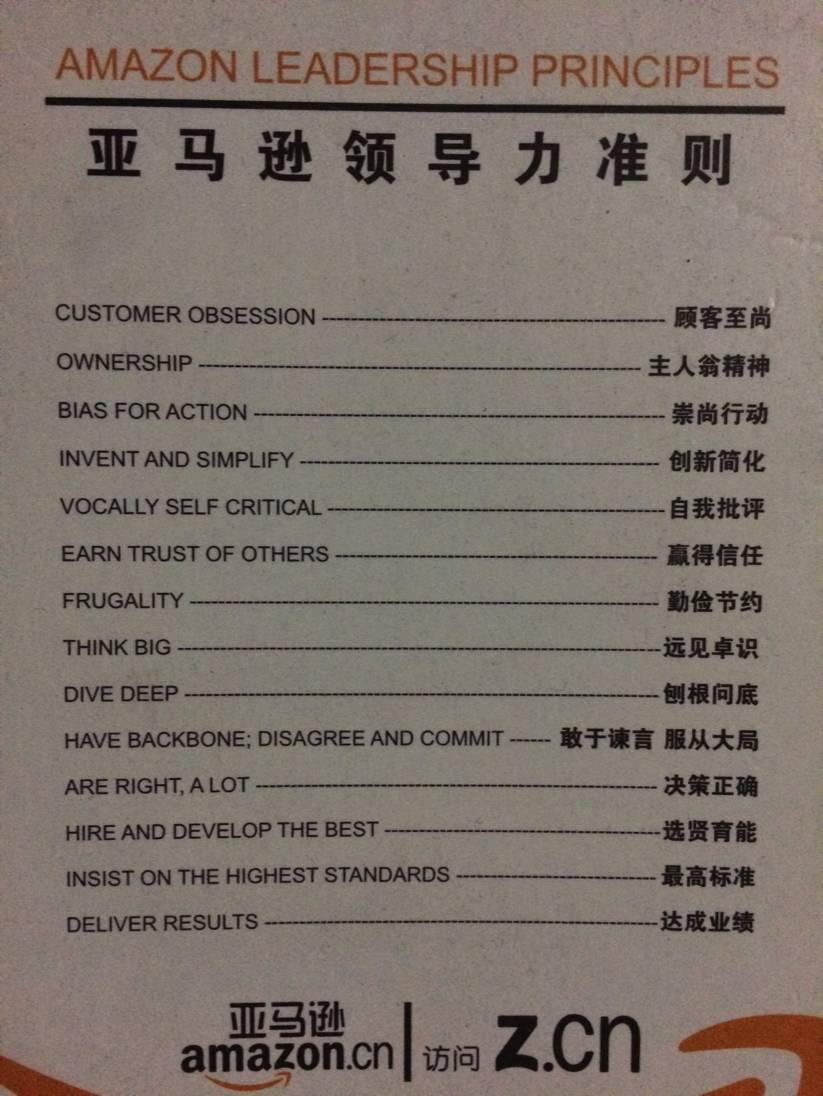 AMAZON LEADERSHIP PRINCIPLES
亚马逊领导力准则
CUSTOMER OBSESSION ------------------------------------------------ 顾客至尚
OWNERSHIP -------------------------------------------------------------- 主人翁精神
BIAS FOR ACTION --------------------------------------------------------- 崇尚行动
INVENT AND SIMPLIFY -------------------------------------------------- 创新简化
VOCALLY SELF CRITICAL ----------------------------------------------- 自我批评
EARN TRUST OF OTHERS --------------------------------------------- 赢得信任
FRUGALITY ----------------------------------------------------------------- 勤俭节约
THINK BIG -------------------------------------------------------------------远见卓识
DIVE DEEP ------------------------------------------------------------------刨根问底
HAVE BACKBONE; DISAGREE AND COMMIT ------ 敢于谏言 服从大局
ARE RIGHT, A LOT -------------------------------------------------------- 决策正确
HIRE AND DEVELOP THE BEST --------------------------------------选贤育能
INSIST ON THE HIGHEST STANDARDS ---------------------------- 最高标准
DELIVER RESULTS -------------------------------------------------------达成业绩
亚马逊
amazon.cn | 访问 z.cn